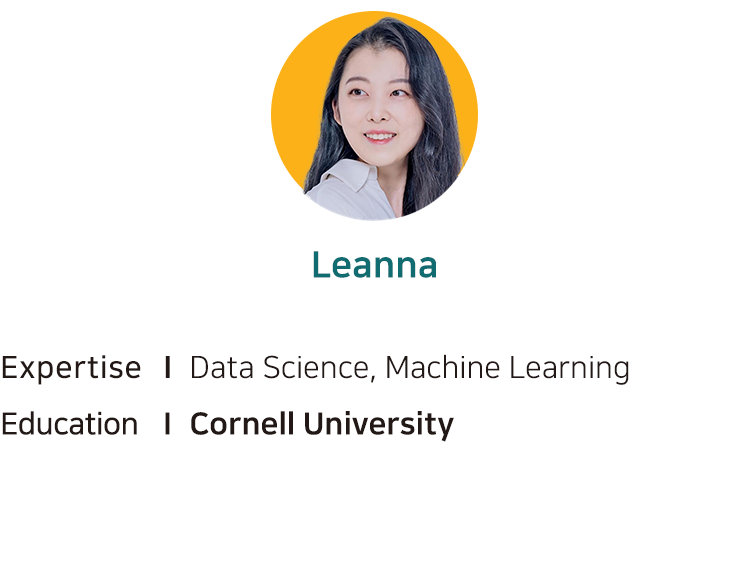 Leanna
Expertise I Data Science, Machine Learning
Education I Cornell University